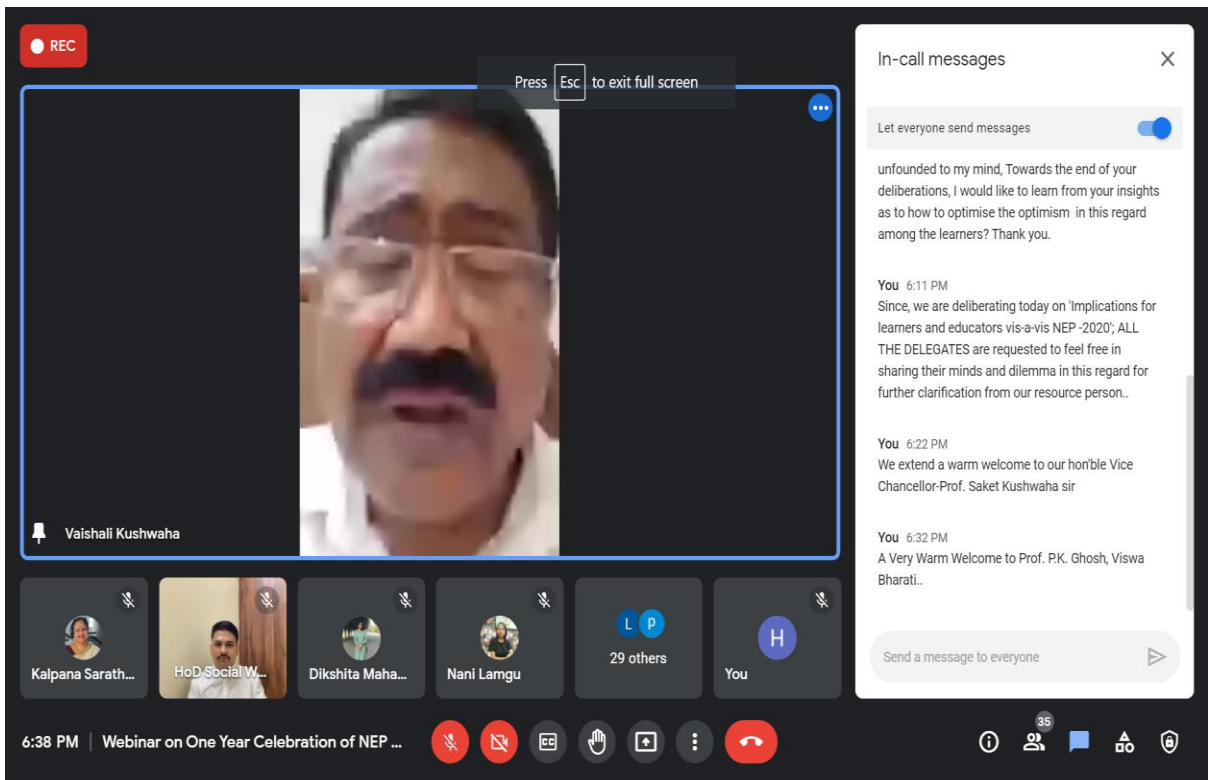 REC
Press Esc to exit full screen
Vaishali Kushwaha
Kalpana Sarath...
HoD Social W...
Dikshita Maha...
Nani Lamgu
L P
29 others
H
You
In-call messages
Let everyone send messages
unfounded to my mind, Towards the end of your
deliberations, I would like to learn from your insights
as to how to optimise the optimism in this regard
among the learners? Thank you.
You 6:11 PM
Since, we are deliberating today on 'Implications for
learners and educators vis-a-vis NEP -2020'; ALL
THE DELEGATES are requested to feel free in
sharing their minds and dilemma in this regard for
further clarification from our resource person..
You 6:22 PM
We extend a warm welcome to our hon'ble Vice
Chancellor-Prof. Saket Kushwaha sir
You 6:32 PM
A Very Warm Welcome to Prof. P.K. Ghosh, Viswa
Bharati..
Send a message to everyone
6:38 PM | Webinar on One Year Celebration of NEP ...
CC
35